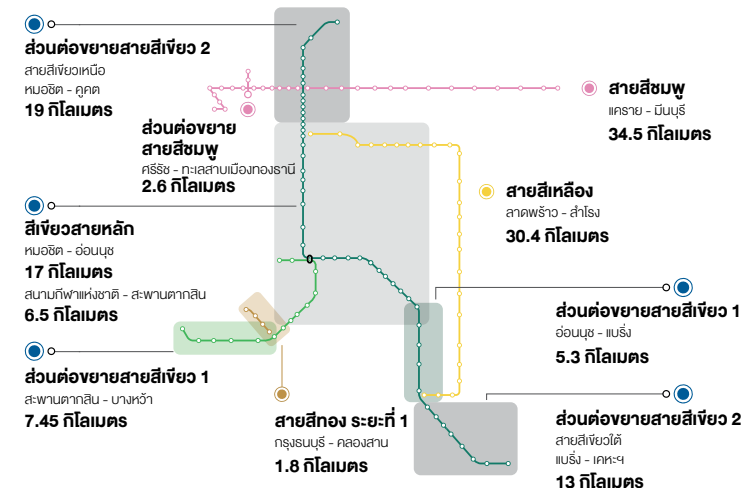 ส่วนต่อขยายสายสีเขียว 2
สายสีเขียวเหนือ
หมอชิต - คูคต
19 กิโลเมตร
ส่วนต่อขยาย
สายสีชมพู
ศรีรัช - ทะเลสาบเมืองทองธานี
2.6 กิโลเมตร
สายสีชมพู
แคราย - มีนบุรี
34.5 กิโลเมตร
สายสีเหลือง
ลาดพร้าว - สำโรง
30.4 กิโลเมตร
สีเขียวสายหลัก
หมอชิต - อ่อนนุช
17 กิโลเมตร
สนามกีฬาแห่งชาติ - สะพานตากสิน
6.5 กิโลเมตร
ส่วนต่อขยายสายสีเขียว 1
สะพานตากสิน - บางหว้า
7.45 กิโลเมตร
สายสีทอง ระยะที่ 1
กรุงธนบุรี - คลองสาน
1.8 กิโลเมตร
ส่วนต่อขยายสายสีเขียว 1
อ่อนนุช - แบริ่ง
5.3 กิโลเมตร
ส่วนต่อขยายสายสีเขียว 2
สายสีเขียวใต้
แบริ่ง - เคหะฯ
13 กิโลเมตร